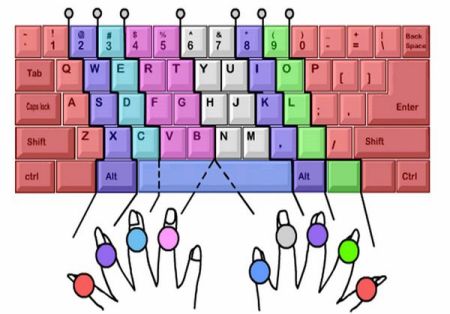 ~ ! @ # $ % ^ & * ( ) - + | Back
` 1 2 3 4 5 6 7 8 9 0 - = \ Space
Tab Q W E R T Y U I O P [ ]
Caps lock A S D F G H J K L ; , Enter
Shift Z X C V B N M , . / Shift
ctrl Alt Alt Ctrl